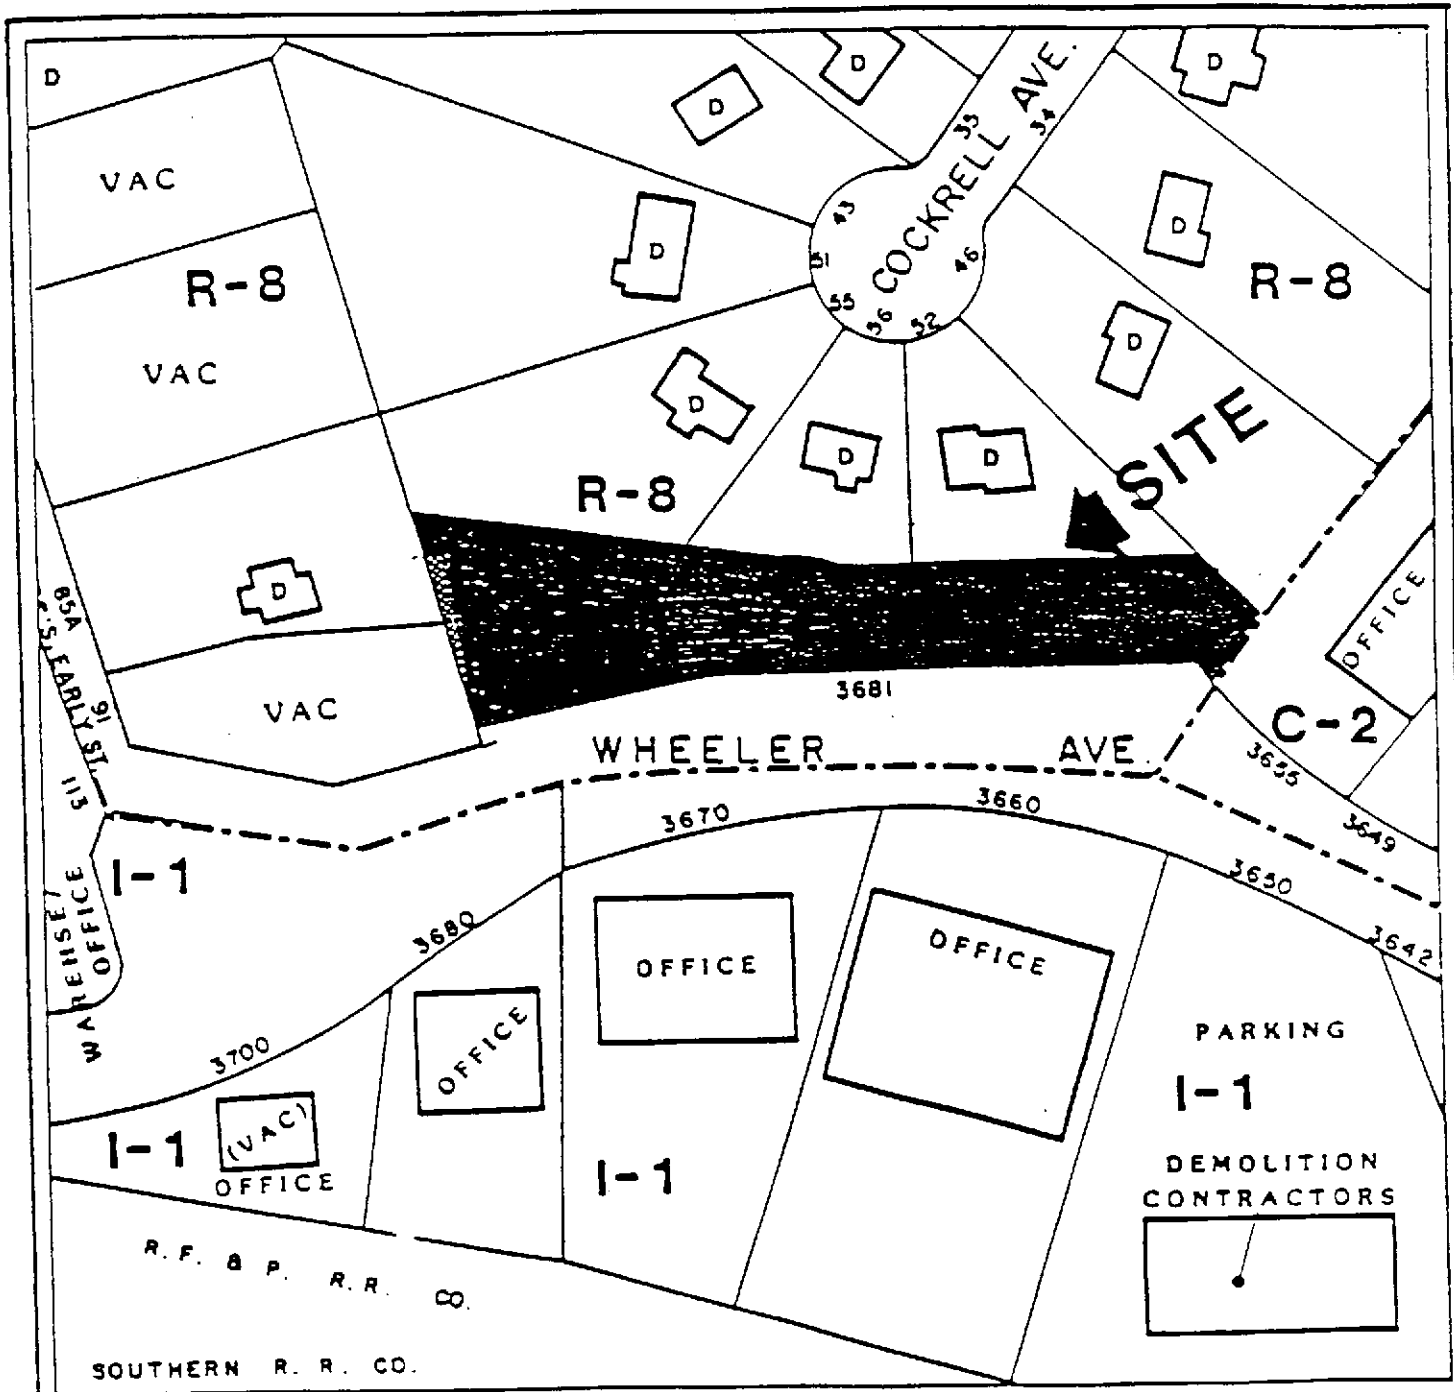 D
D
D
D
VAC
35
COCKRELL AVE.
34
43
46
51
55
56
52
D
D
R-8
R-8
VAC
D
D
R-8
D
D
SITE
D
OFFICE
85A
S. EARLY ST.
91
113
VAC
3681
WHEELER AVE.
C-2
3655
3649
3670
3660
3650
3642
I-1
WAREHSE/
OFFICE
3680
3700
OFFICE
OFFICE
OFFICE
PARKING
I-1
I-1
(VAC)
OFFICE
I-1
DEMOLITION
CONTRACTORS
R. F. & P. R. R. CO.
SOUTHERN R. R. CO.